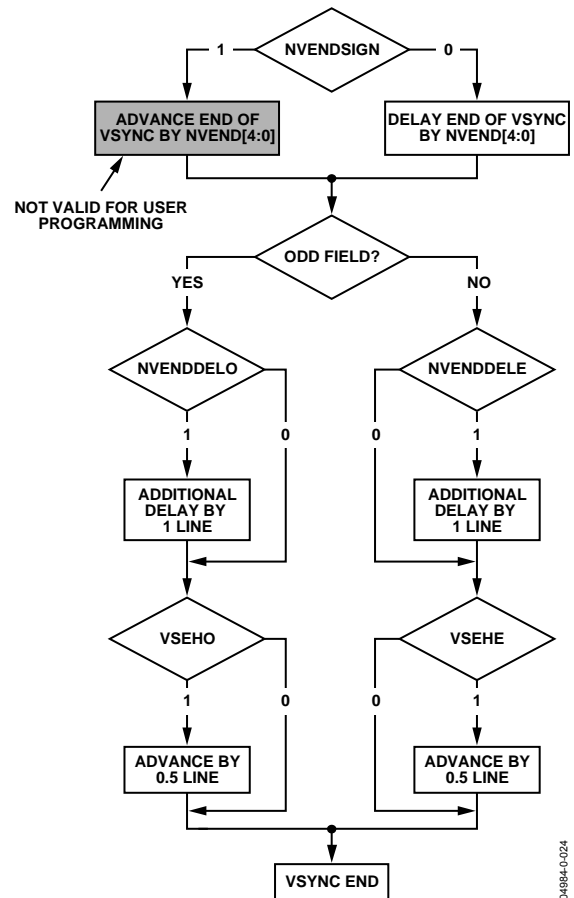 NVENDSIGN
1
0
ADVANCE END OF
VSYNC BY NVEND[4:0]
DELAY END OF VSYNC
BY NVEND[4:0]
NOT VALID FOR USER
PROGRAMMING
ODD FIELD?
YES
NO
NVENDDELO
NVENDDELE
1
0
0
1
ADDITIONAL
DELAY BY
1 LINE
ADDITIONAL
DELAY BY
1 LINE
VSEHO
VSEHE
1
0
0
1
ADVANCE BY
0.5 LINE
ADVANCE BY
0.5 LINE
VSYNC END
04984-0-024